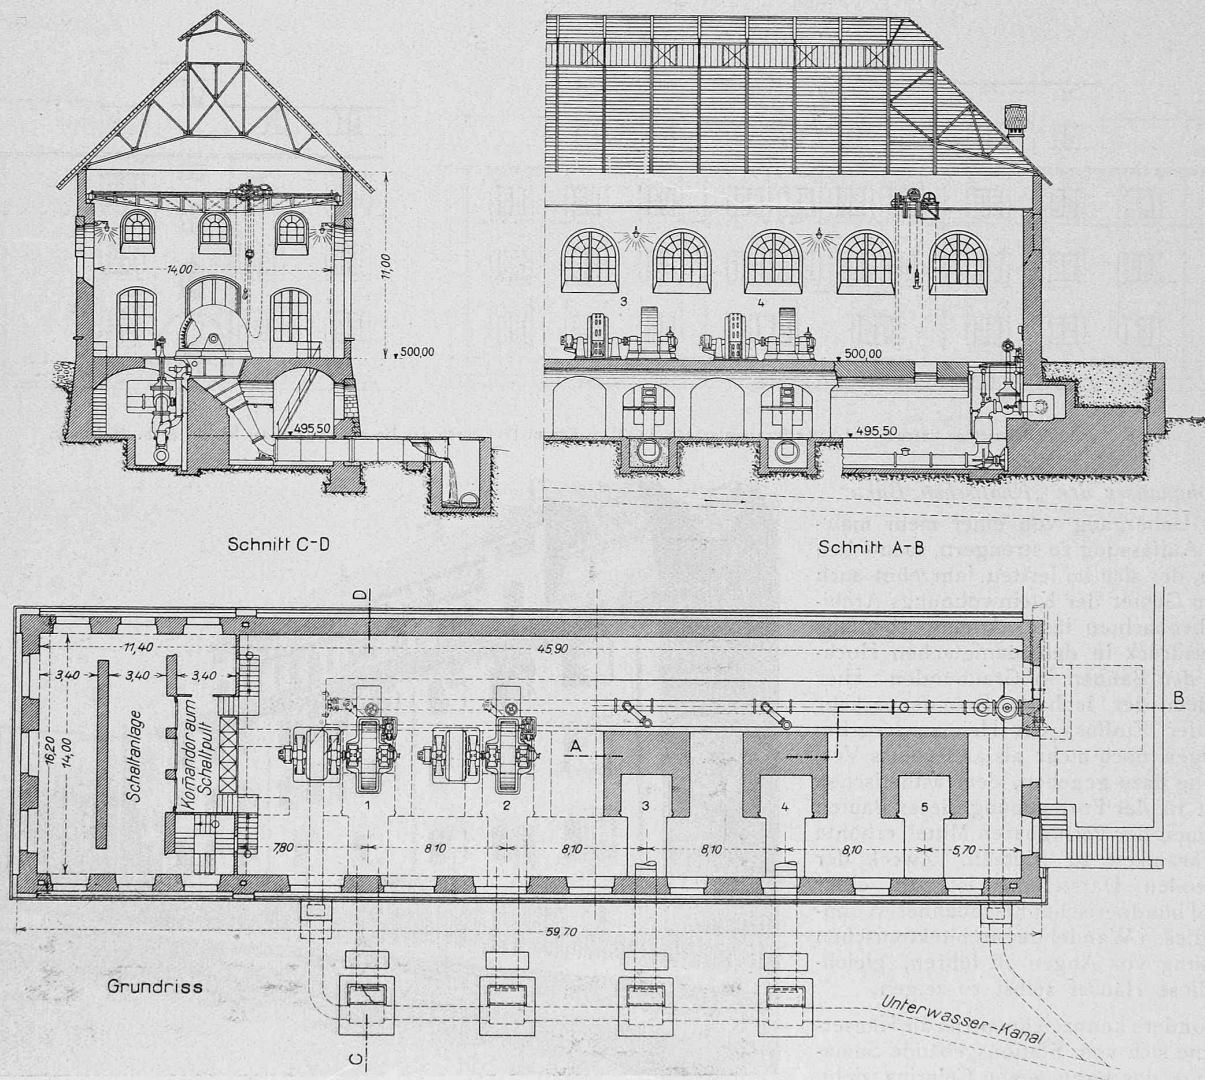 14,00
11,00
500,00
495,50
3
4
500,00
495,50
Schnitt C-D
Schnitt A-B
D
11,40
45,90
3,40
3,40
3,40
16,20
14,00
Schaltanlage
Komandoraum
Schaltpult
A
B
1
2
3
4
5
7,80
8,10
8,10
8,10
8,10
5,70
59,70
Grundriss
Unterwasser-Kanal
C